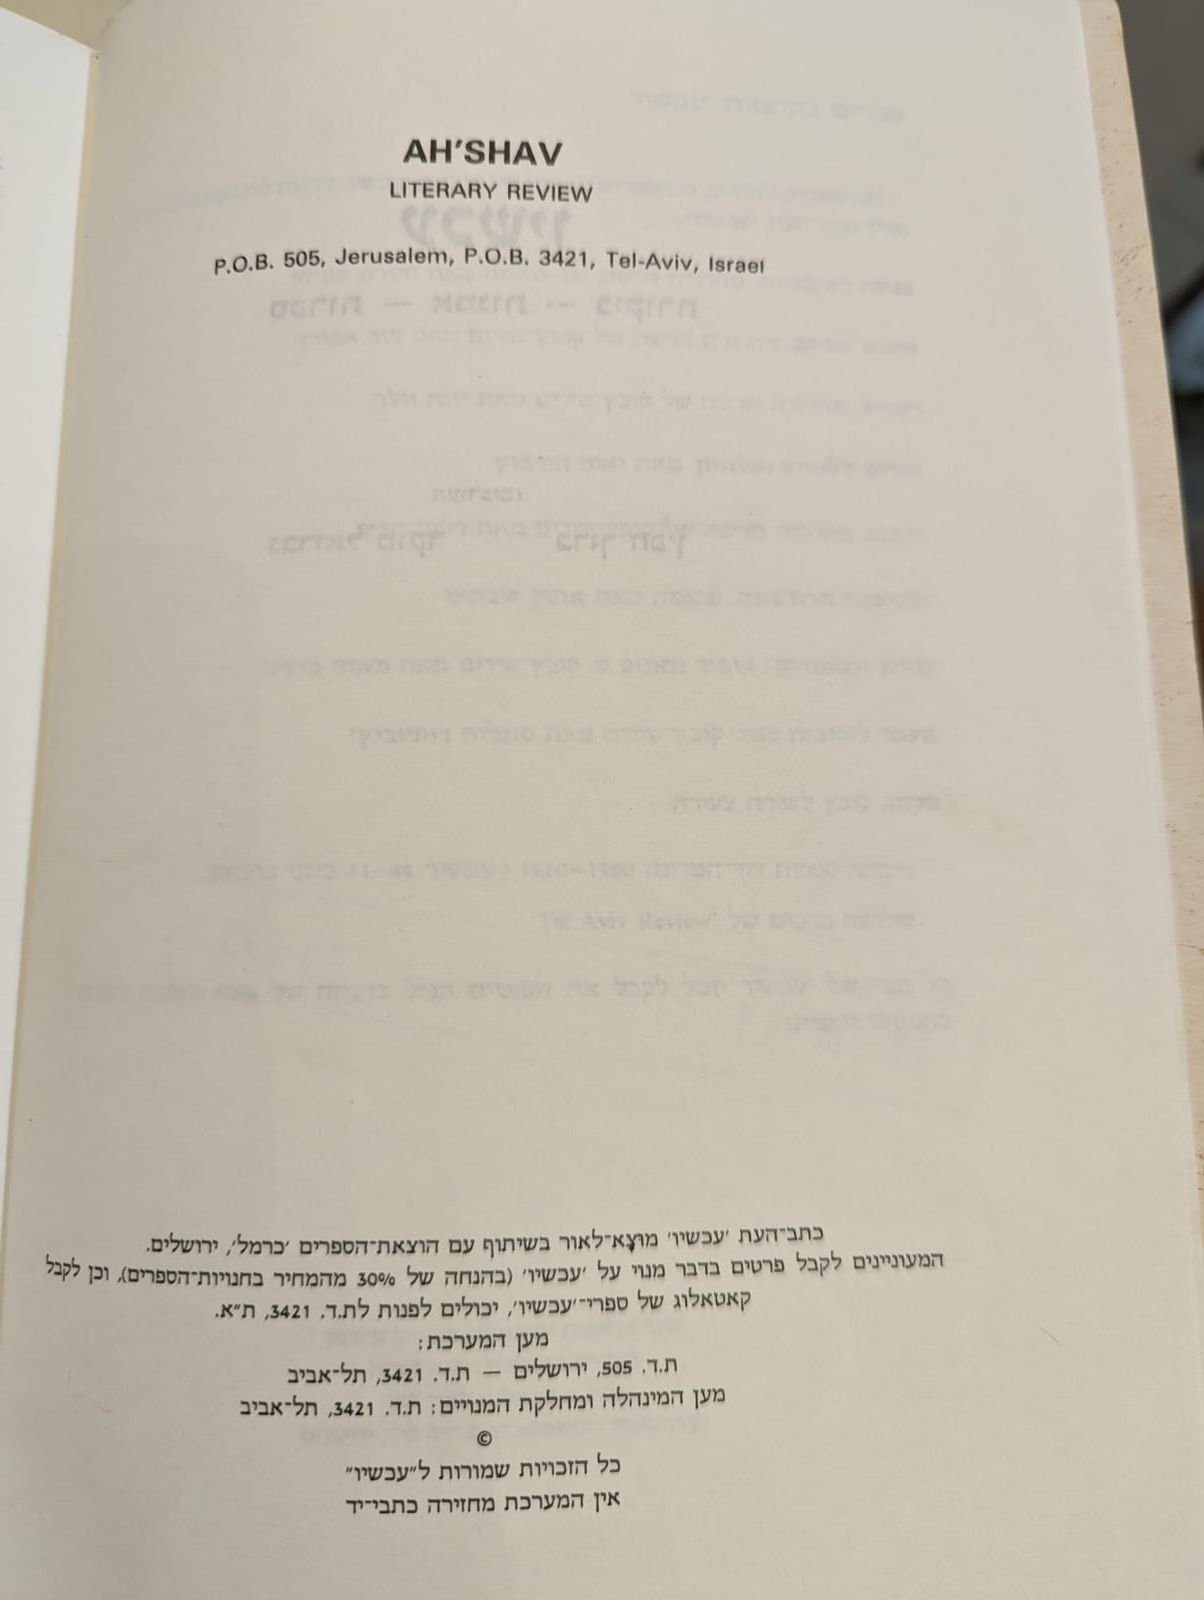 AH'SHAV
LITERARY REVIEW
P.O.B. 505, Jerusalem, P.O.B. 3421, Tel-Aviv, Israel
כתב־העת ׳עכשיו׳ מוצא־לאור בשיתוף עם הוצאת־הספרים ׳כרמל׳, ירושלים.
המעוניינים לקבל פרטים בדבר מנוי על ׳עכשיו׳ (בהנחה של 30% מהמחיר בחנויות־הספרים), וכן לקבל
קאטאלוג של ספרי־׳עכשיו׳, יכולים לפנות לת.ד. 3421, ת״א.
מען המערכת:
ת.ד. 505, ירושלים — ת.ד. 3421, תל־אביב
מען המינהלה ומחלקת המנויים: ת.ד. 3421, תל־אביב
©
כל הזכויות שמורות ל״עכשיו״
אין המערכת מחזירה כתבי־יד